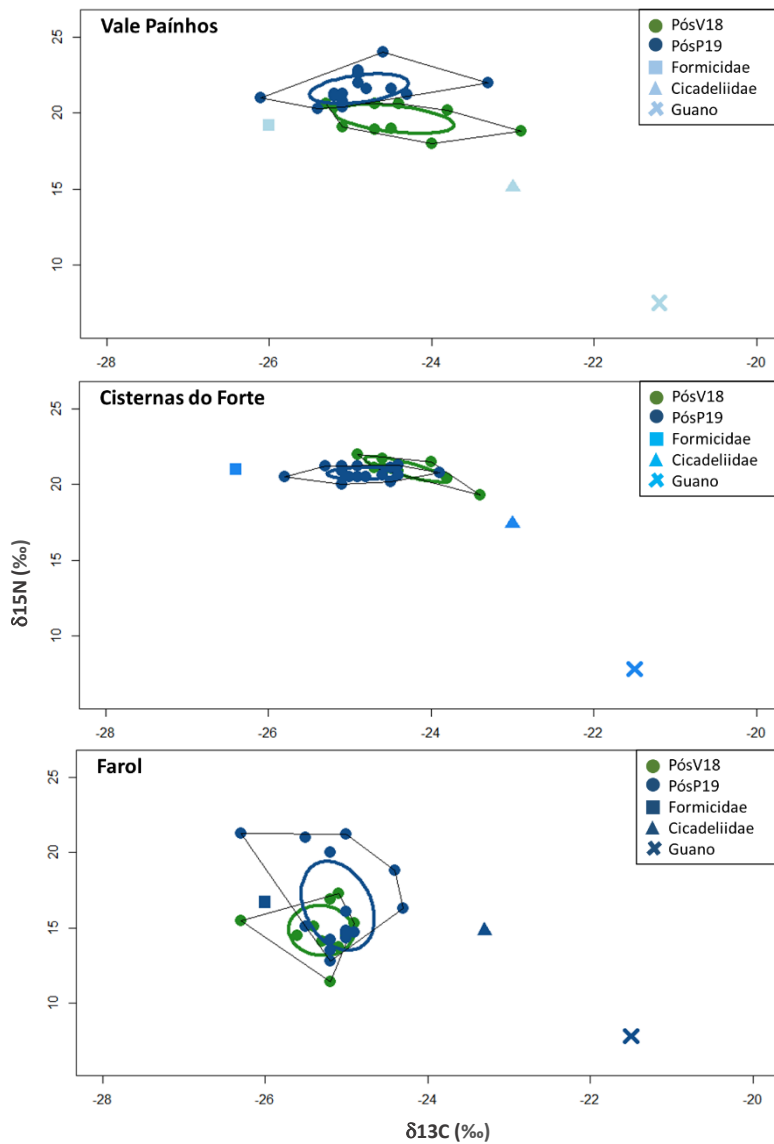 Vale Paínhos
PósV18
PósP19
Formicidae
Cicadeliidae
Guano
25
20
15
10
-28
-26
-24
-22
-20
Cisternas do Forte
PósV18
PósP19
Formicidae
Cicadeliidae
Guano
25
20
15
10
-28
-26
-24
-22
-20
δ15N (‰)
Farol
PósV18
PósP19
Formicidae
Cicadeliidae
Guano
25
20
15
10
-28
-26
-24
-22
-20
δ13C (‰)